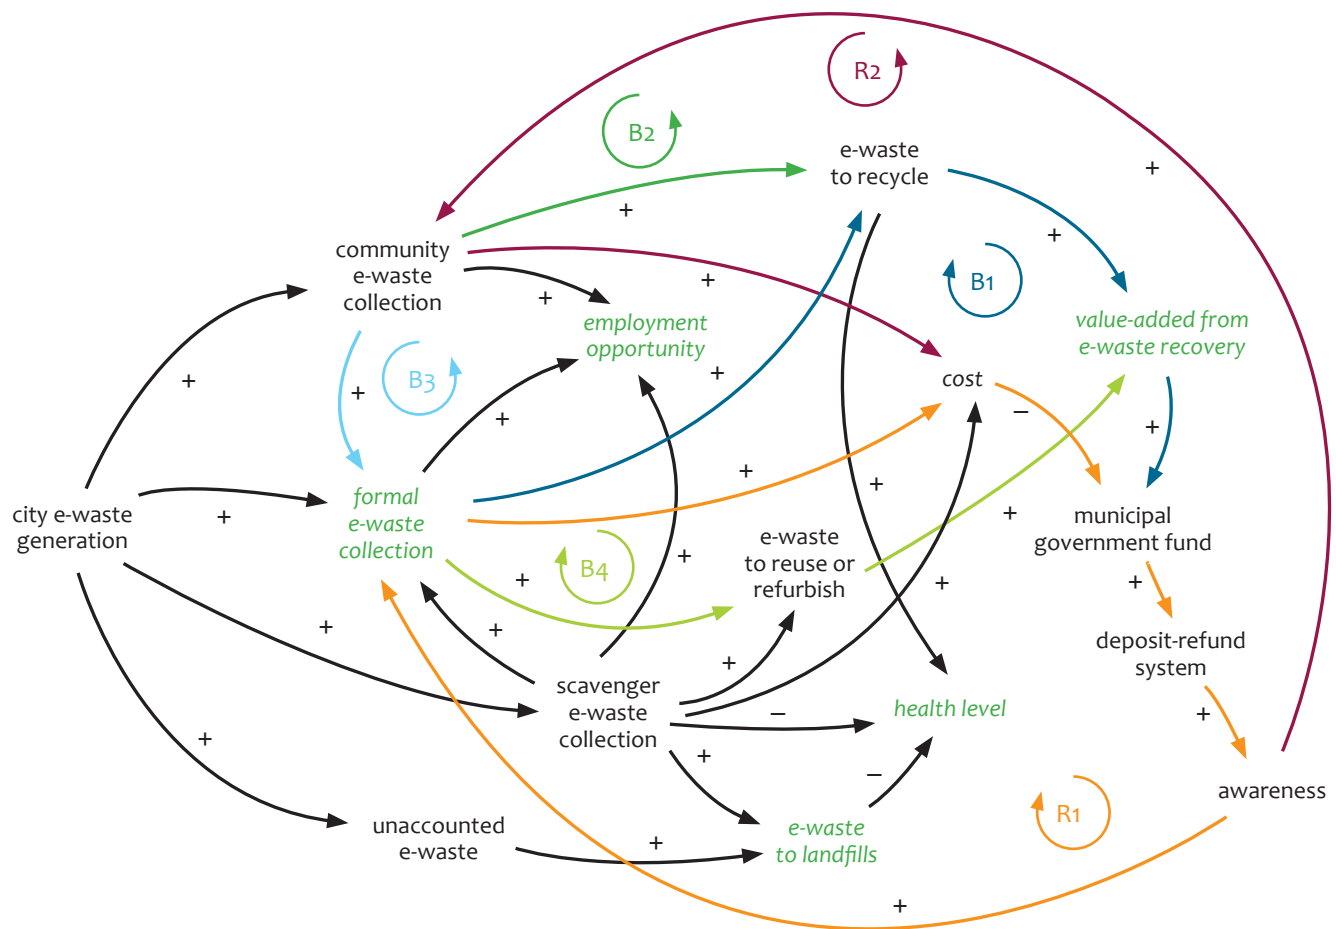 R2
B2
e-waste
to recycle
+
+
+
community
e-waste
collection
+
+
B1
employment
opportunity
value-added from
e-waste recovery
+
B3
+
+
cost
–
+
+
+
formal
e-waste
collection
+
+
city e-waste
generation
+
municipal
government fund
e-waste
to reuse or
refurbish
B4
+
+
+
+
+
+
deposit-refund
system
+
scavenger
e-waste
collection
–
health level
+
+
+
–
awareness
unaccounted
e-waste
+
e-waste
to landfills
R1
+